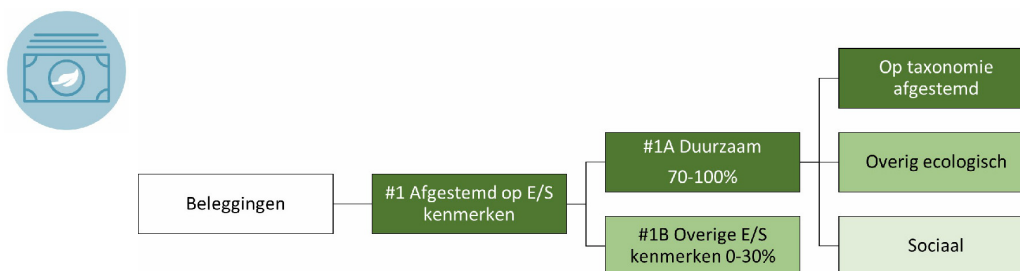 Beleggingen
#1 Afgestemd op E/S
kenmerken
#1A Duurzaam
70-100%
#1B Overige E/S
kenmerken 0-30%
Op taxonomie
afgestemd
Overig ecologisch
Sociaal